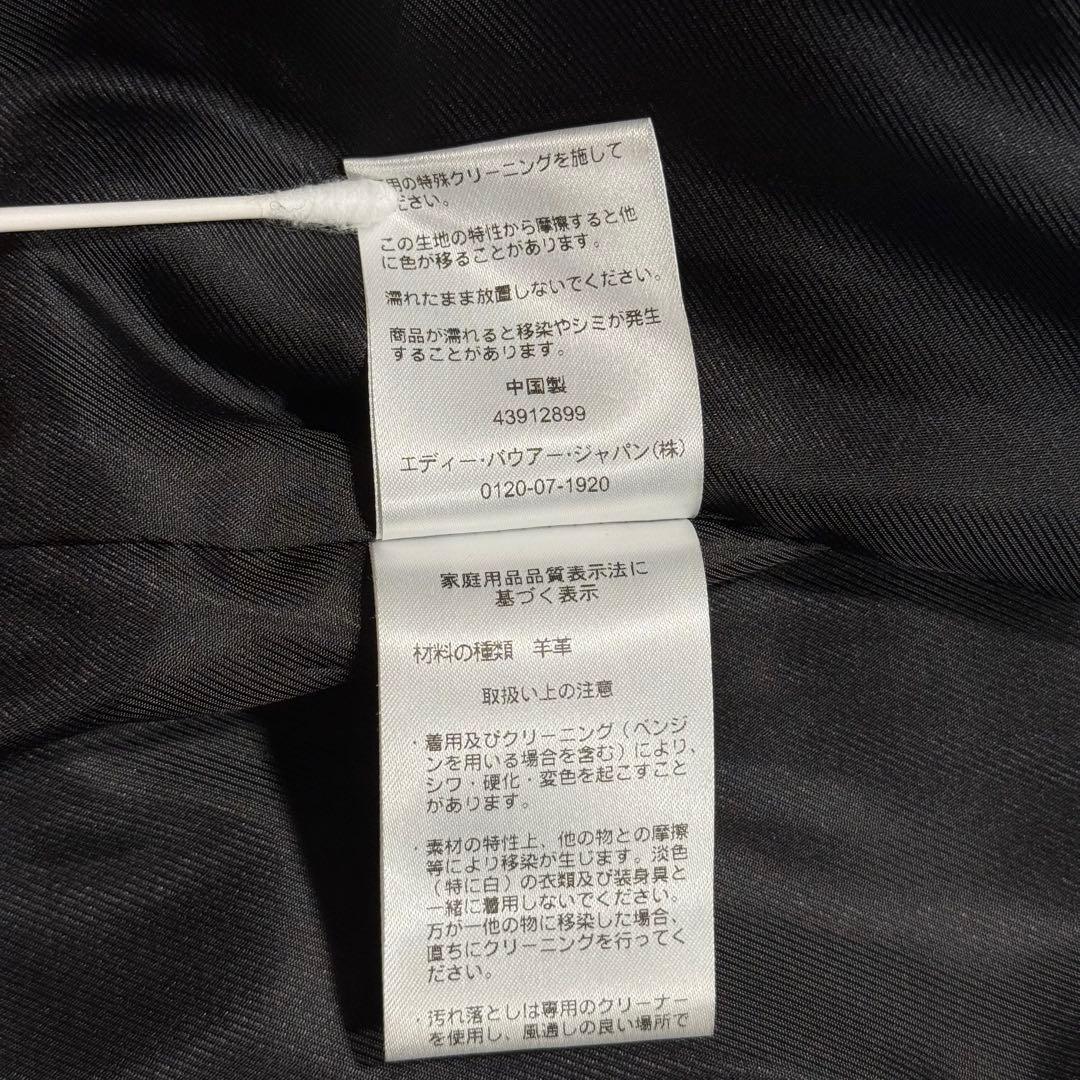 用の特殊クリーニングを施して
ださい。
この生地の特性から摩擦すると他
に色が移ることがあります。
濡れたまま放置しないでください。
商品が濡れると移染やシミが発生
することがあります。
中国製
43912899
エディー・バウアー・ジャパン(株)
0120-07-1920
家庭用品品質表示法に
基づく表示
材料の種類 羊革
取扱い上の注意
・着用及びクリーニング(ベンジ
ンを用いる場合を含む)により、
シワ・硬化・変色を起こすこと
があります。
・素材の特性上、他の物との摩擦
等により移染が生じます。淡色
(特に白)の衣類及び装身具と
一緒に着用しないでください。
万が一他の物に移染した場合、
直ちにクリーニングを行ってく
ださい。
・汚れ落としは専用のクリーナー
を使用し、風通しの良い場所で